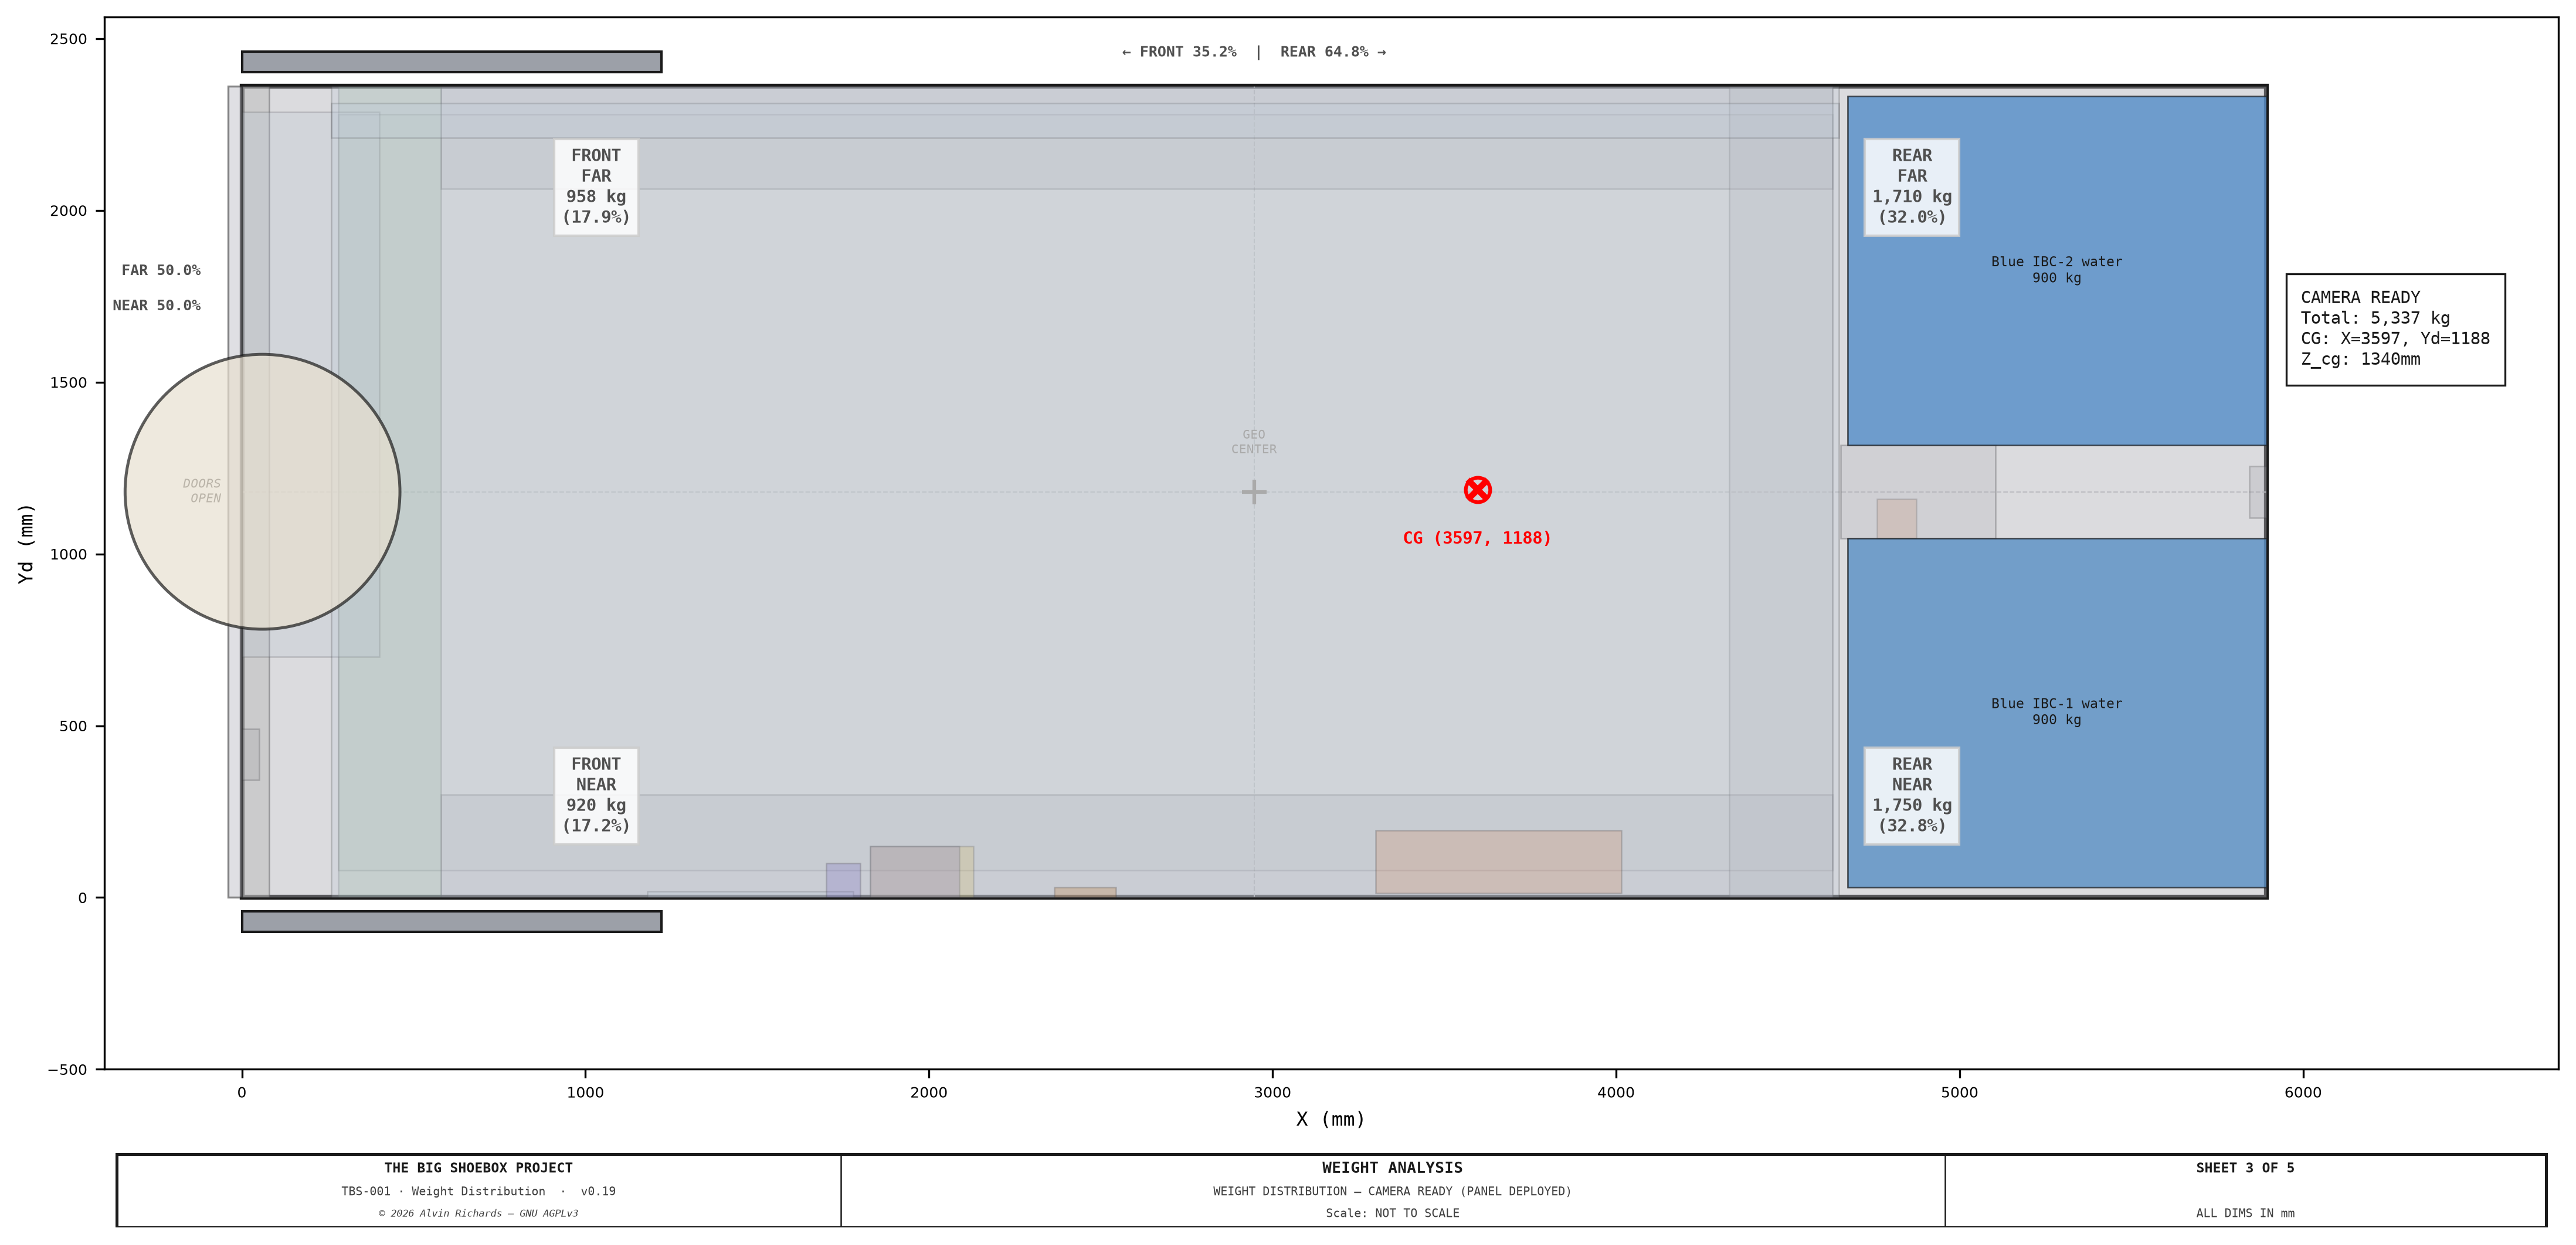 ← FRONT 35.2%  |  REAR 64.8% →
FRONT
FAR
958 kg
(17.9%)
REAR
FAR
1,710 kg
(32.0%)
Blue IBC-2 water
900 kg
FAR 50.0%
NEAR 50.0%
CAMERA READY
Total: 5,337 kg
CG: X=3597, Yd=1188
Z_cg: 1340mm
GEO
CENTER
DOORS
OPEN
CG (3597, 1188)
Blue IBC-1 water
900 kg
FRONT
NEAR
920 kg
(17.2%)
REAR
NEAR
1,750 kg
(32.8%)
2500
2000
1500
1000
500
0
−500
Yd (mm)
0
1000
2000
3000
4000
5000
6000
X (mm)
THE BIG SHOEBOX PROJECT
TBS-001 · Weight Distribution · v0.19
© 2026 Alvin Richards — GNU AGPLv3
WEIGHT ANALYSIS
WEIGHT DISTRIBUTION — CAMERA READY (PANEL DEPLOYED)
Scale: NOT TO SCALE
SHEET 3 OF 5
ALL DIMS IN mm